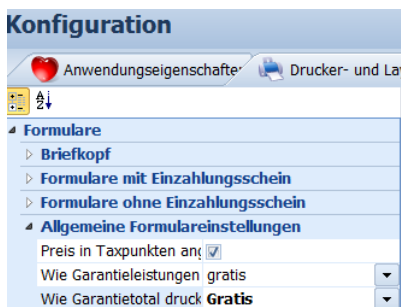 Konfiguration
Anwendungseigenschafte Drucker- und La
Formulare
Briefkopf
Formulare mit Einzahlungsschein
Formulare ohne Einzahlungsschein
Allgemeine Formulareinstellungen
Preis in Taxpunkten ang
Wie Garantieleistungen gratis
Wie Garantietotal druck Gratis